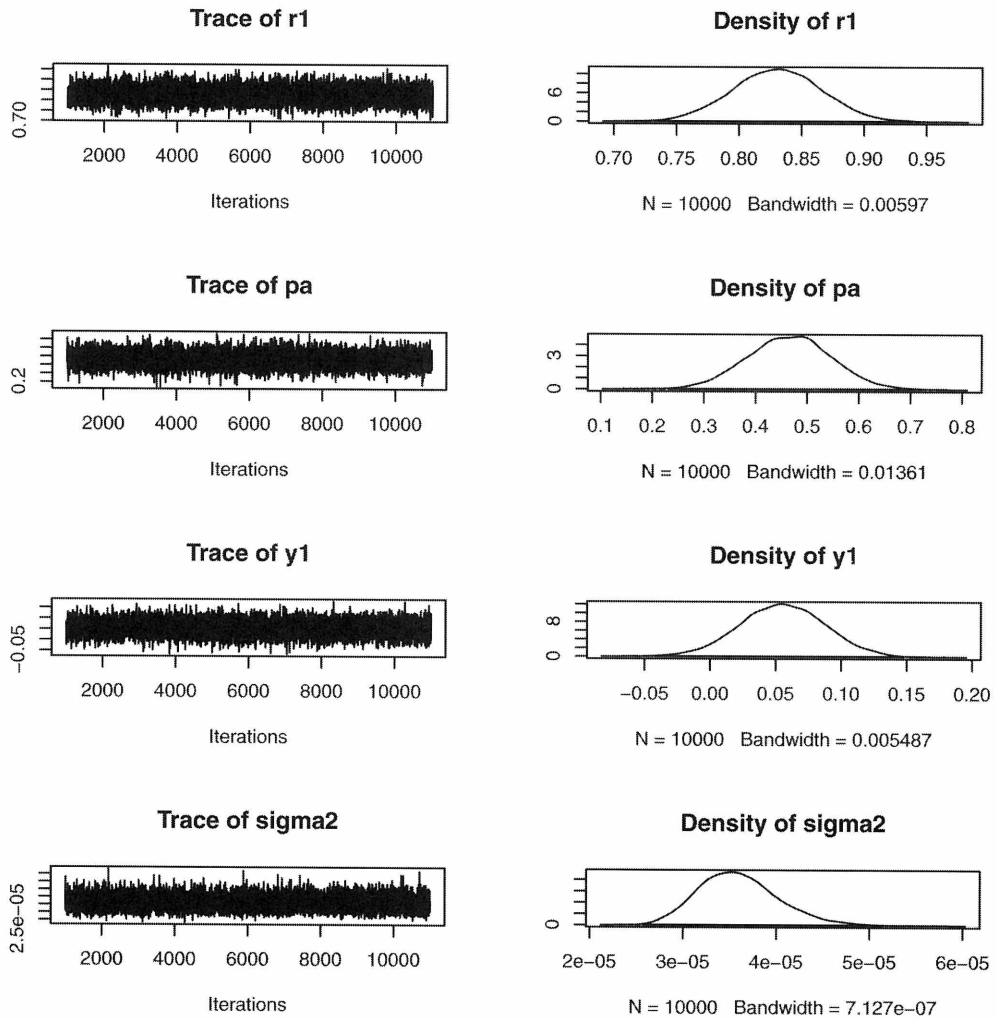 Trace of r1
0.70
2000 4000 6000 8000 10000
Iterations
Density of r1
0 6
0.70 0.75 0.80 0.85 0.90 0.95
N = 10000 Bandwidth = 0.00597
Trace of pa
0.2
2000 4000 6000 8000 10000
Iterations
Density of pa
0 3
0.1 0.2 0.3 0.4 0.5 0.6 0.7 0.8
N = 10000 Bandwidth = 0.01361
Trace of y1
−0.05
2000 4000 6000 8000 10000
Iterations
Density of y1
0 8
−0.05 0.00 0.05 0.10 0.15 0.20
N = 10000 Bandwidth = 0.005487
Trace of sigma2
2.5e−05
2000 4000 6000 8000 10000
Iterations
Density of sigma2
0
2e−05 3e−05 4e−05 5e−05 6e−05
N = 10000 Bandwidth = 7.127e−07